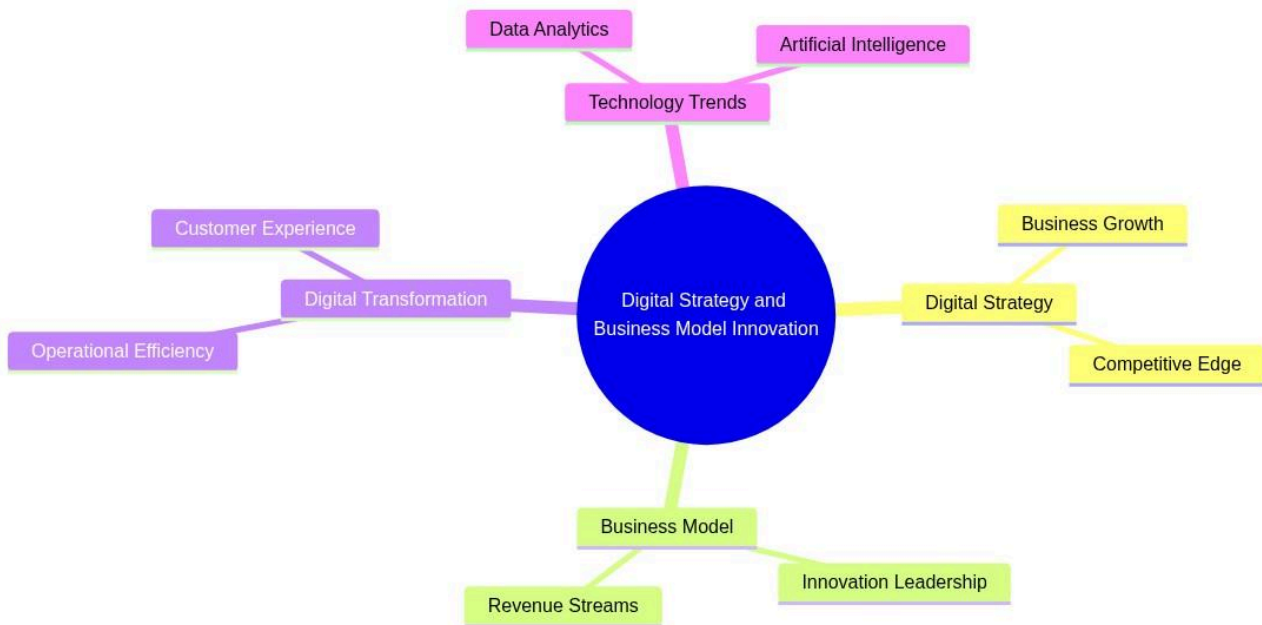 Data Analytics
Artificial Intelligence
Technology Trends
Customer Experience
Business Growth
Digital Transformation
Digital Strategy and
Business Model Innovation
Digital Strategy
Operational Efficiency
Competitive Edge
Business Model
Innovation Leadership
Revenue Streams